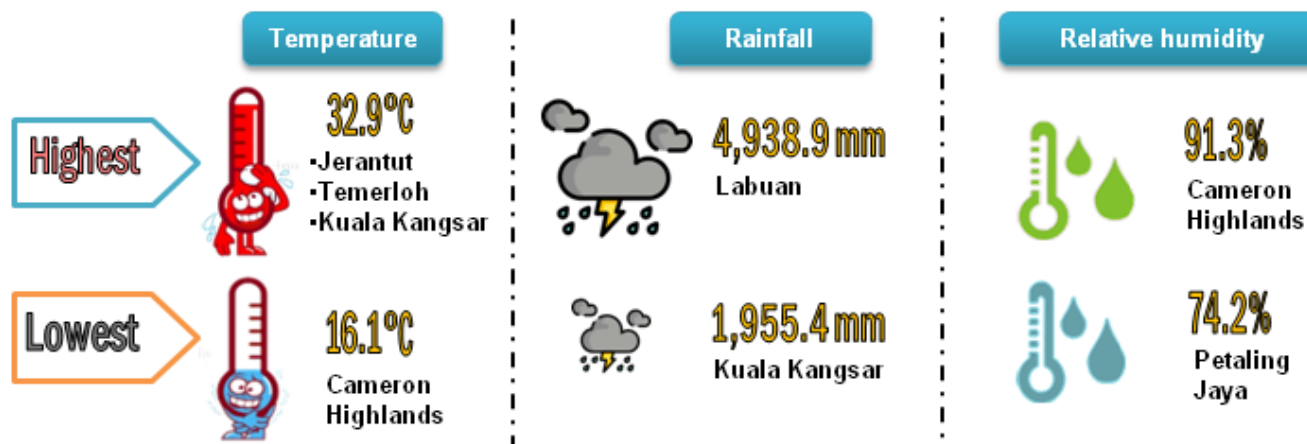 Temperature
Rainfall
Relative humidity
Highest
32.9°C
▪Jerantut
▪Temerloh
▪Kuala Kangsar
4,938.9 mm
Labuan
91.3%
Cameron
Highlands
Lowest
16.1°C
Cameron
Highlands
1,955.4 mm
Kuala Kangsar
74.2%
Petaling
Jaya